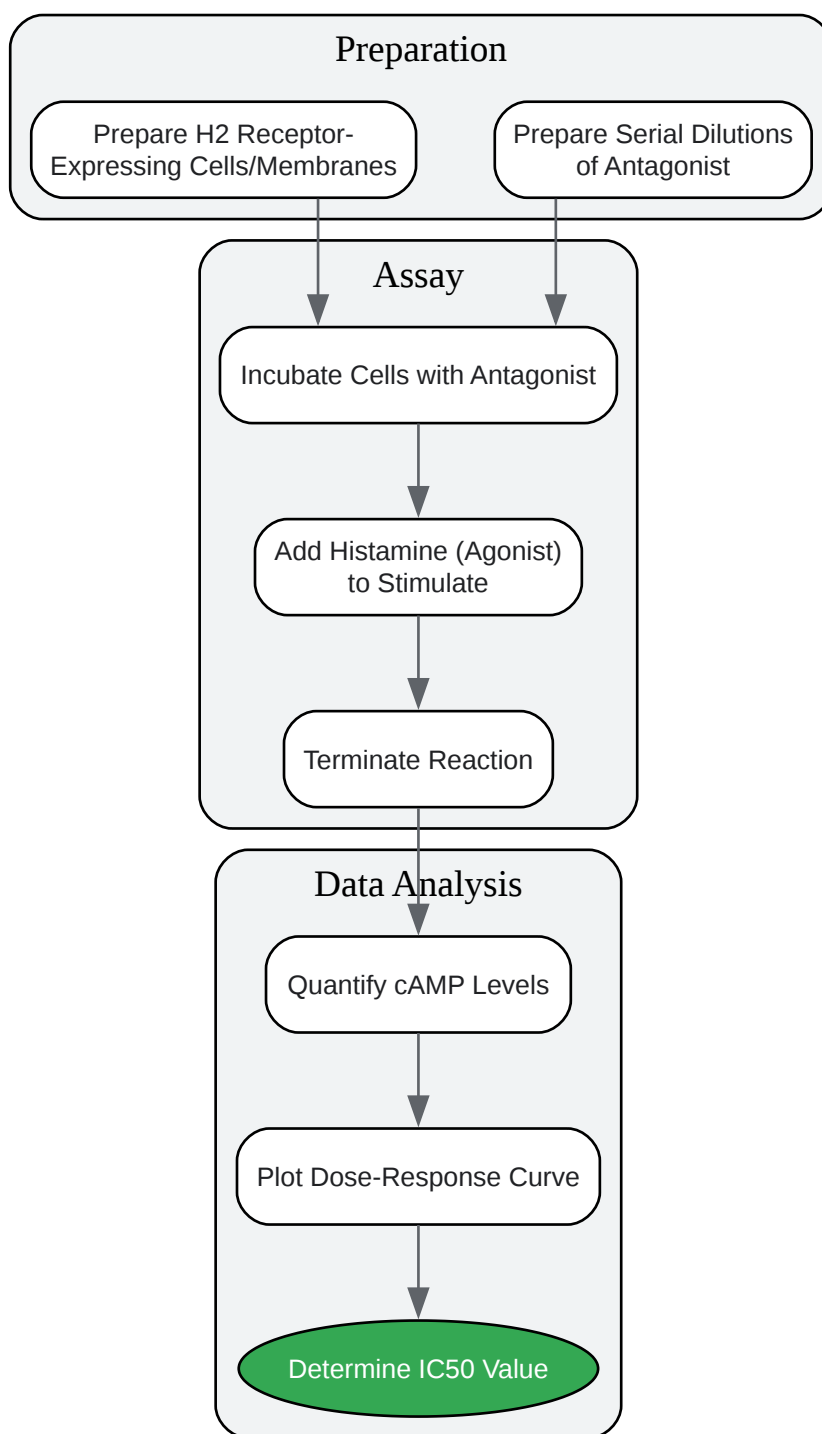 Preparation
Prepare H2 Receptor-
Expressing Cells/Membranes
Prepare Serial Dilutions
of Antagonist
Assay
Incubate Cells with Antagonist
Add Histamine (Agonist)
to Stimulate
Terminate Reaction
Data Analysis
Quantify cAMP Levels
Plot Dose-Response Curve
Determine IC50 Value